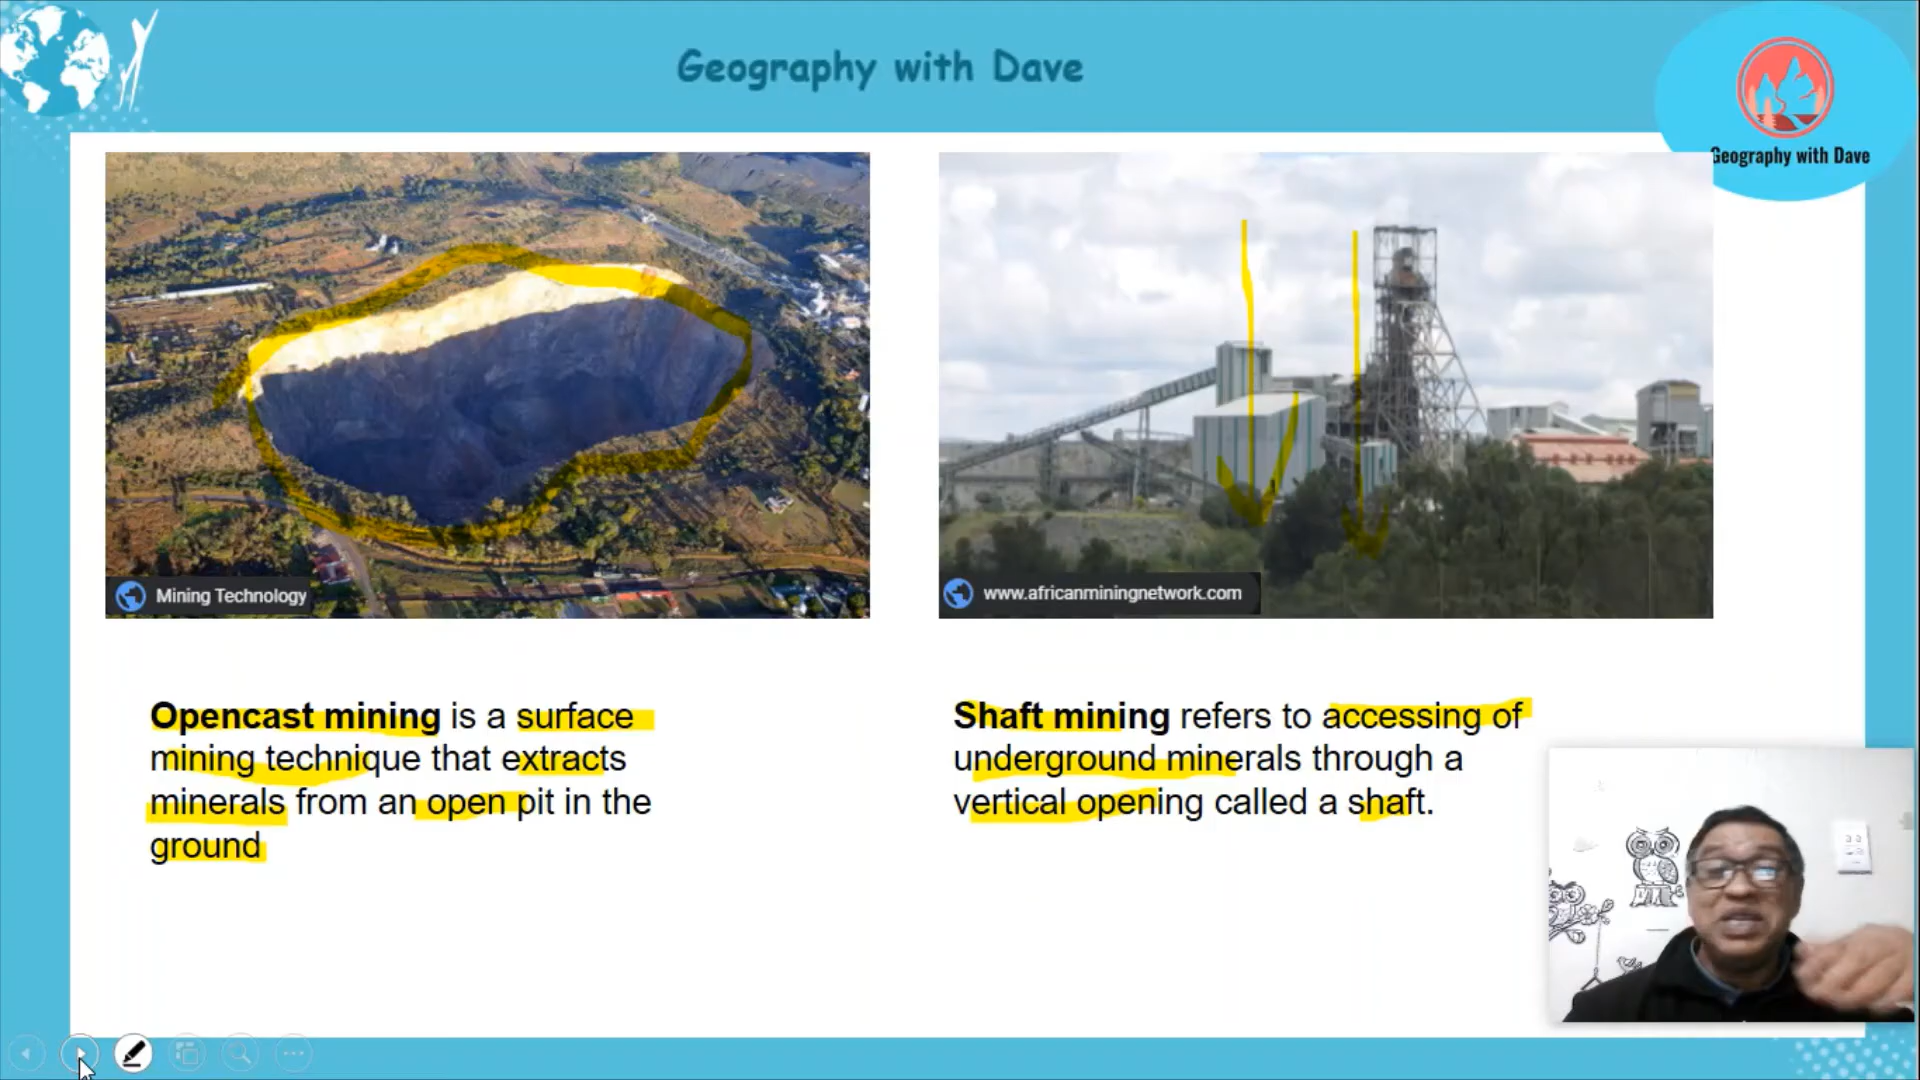 Geography with Dave
Geography with Dave
Mining Technology
www.africanminingnetwork.com
Opencast mining is a surface
mining technique that extracts
minerals from an open pit in the
ground
Shaft mining refers to accessing of
underground minerals through a
vertical opening called a shaft.